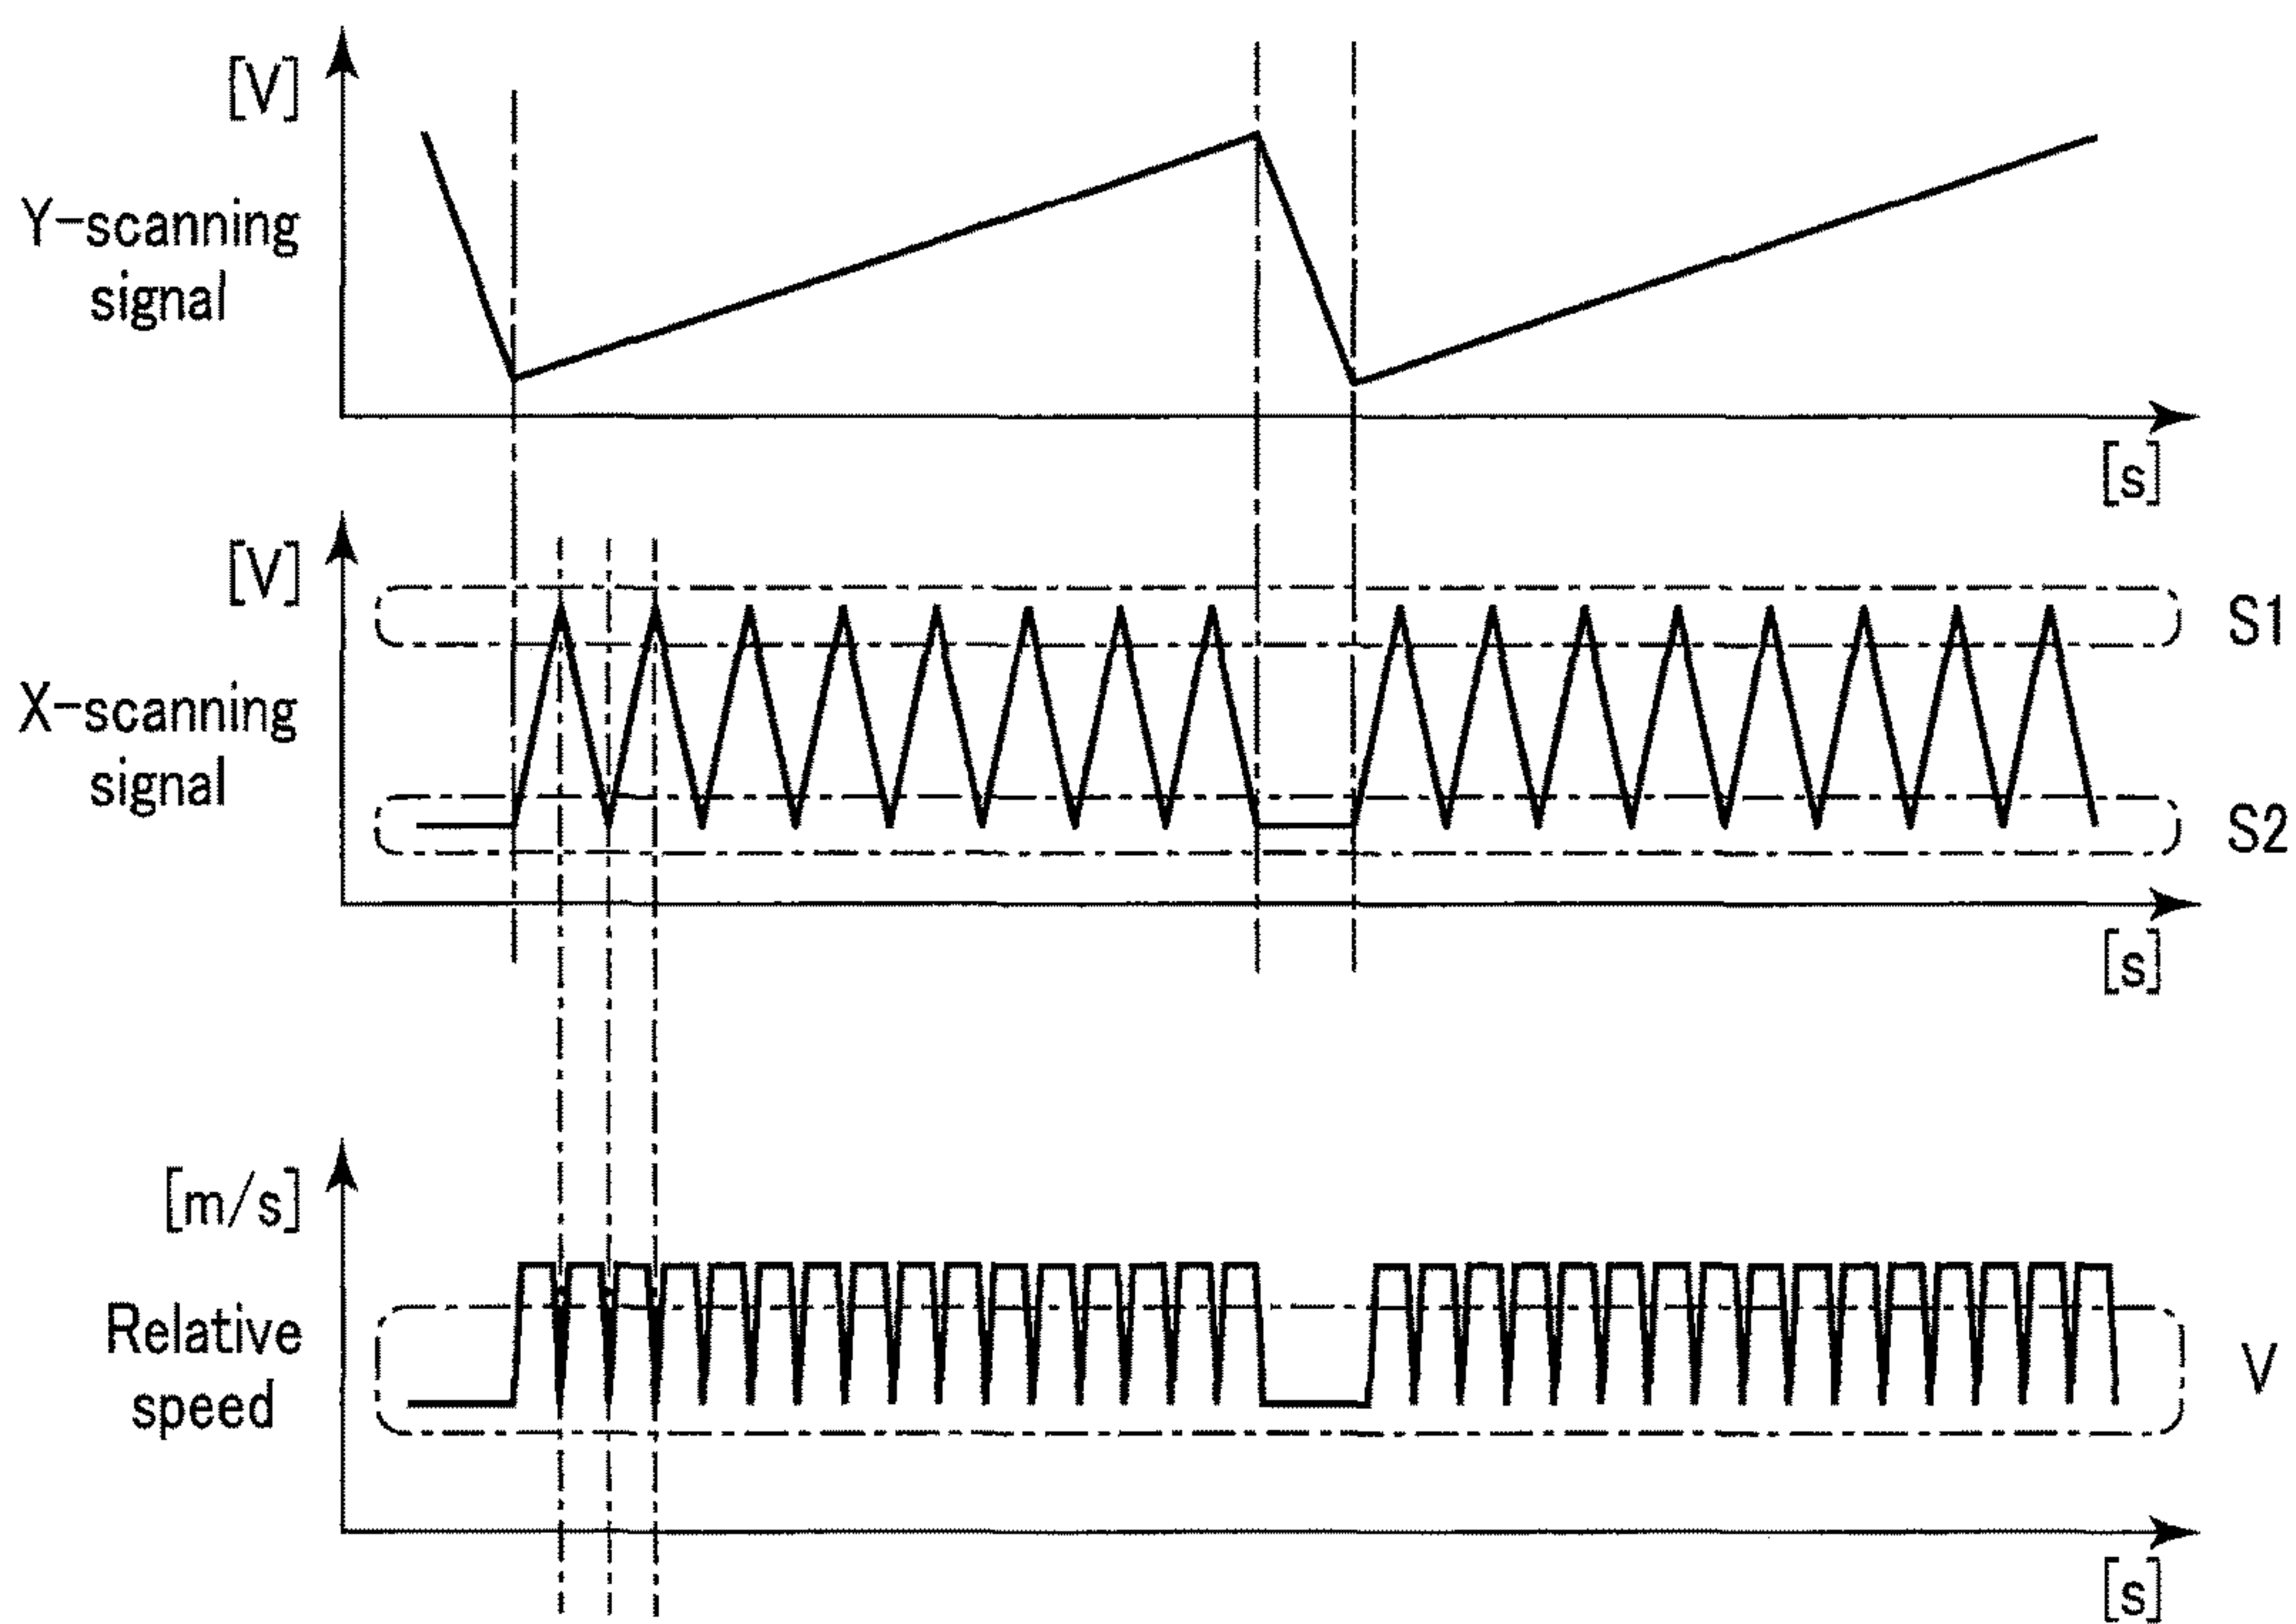 [V]
Y-scanning
signal
[s]
[V]
S1
X-scanning
signal
S2
[s]
[m/s]
Relative
speed
V
[s]